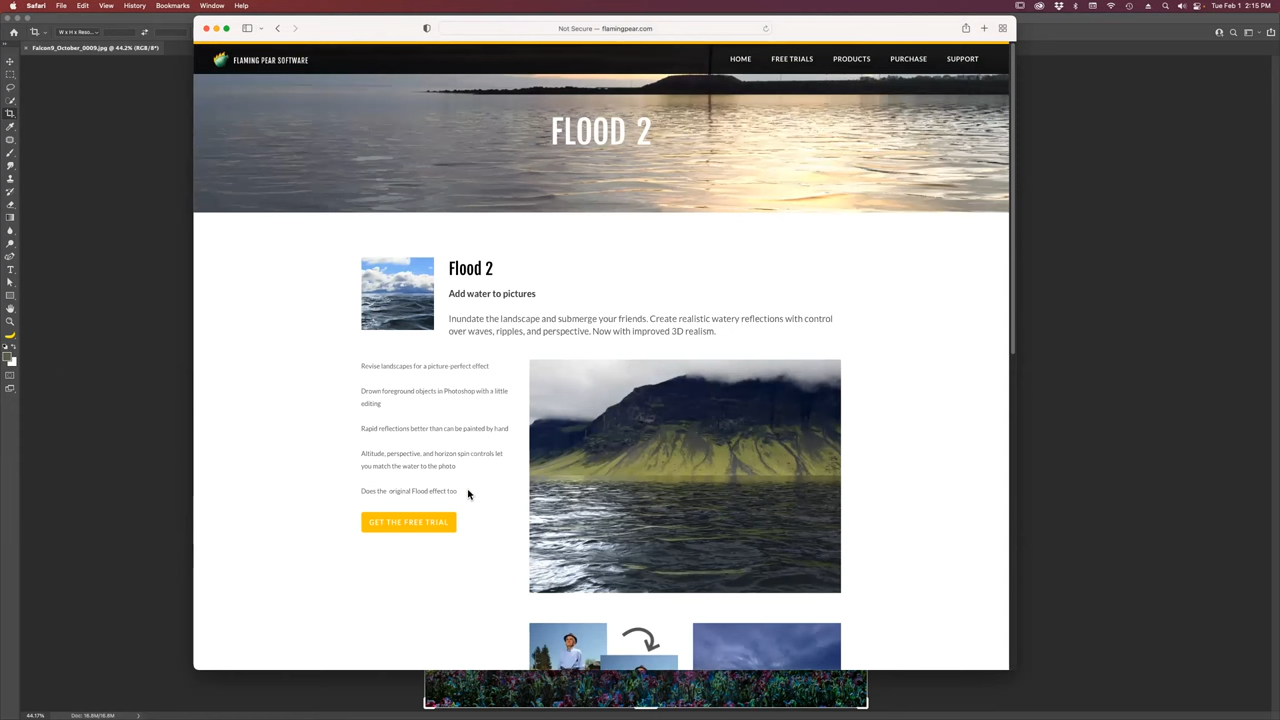 Safari File Edit View History Bookmarks Window Help
Tue Feb 1 2:15 PM
W x H x Reso...
Falcon9_October_0009.jpg @ 44.2% (RGB/8*)
Not Secure — flamingpear.com
FLAMING PEAR SOFTWARE
HOME FREE TRIALS PRODUCTS PURCHASE SUPPORT
FLOOD 2
Flood 2
Add water to pictures
Inundate the landscape and submerge your friends. Create realistic watery reflections with control
over waves, ripples, and perspective. Now with improved 3D realism.
Revise landscapes for a picture-perfect effect
Drown foreground objects in Photoshop with a little
editing
Rapid reflections better than can be painted by hand
Altitude, perspective, and horizon spin controls let
you match the water to the photo
Does the original Flood effect too
GET THE FREE TRIAL
44.17% Doc: 16.8M/16.8M